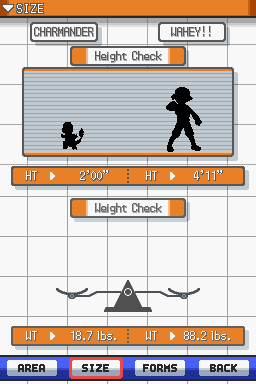 SIZE
CHARMANDER WAHEY!!
Height Check
HT 2'00" HT 4'11"
Weight Check
WT 18.7 lbs. WT 88.2 lbs.
AREA SIZE FORMS BACK